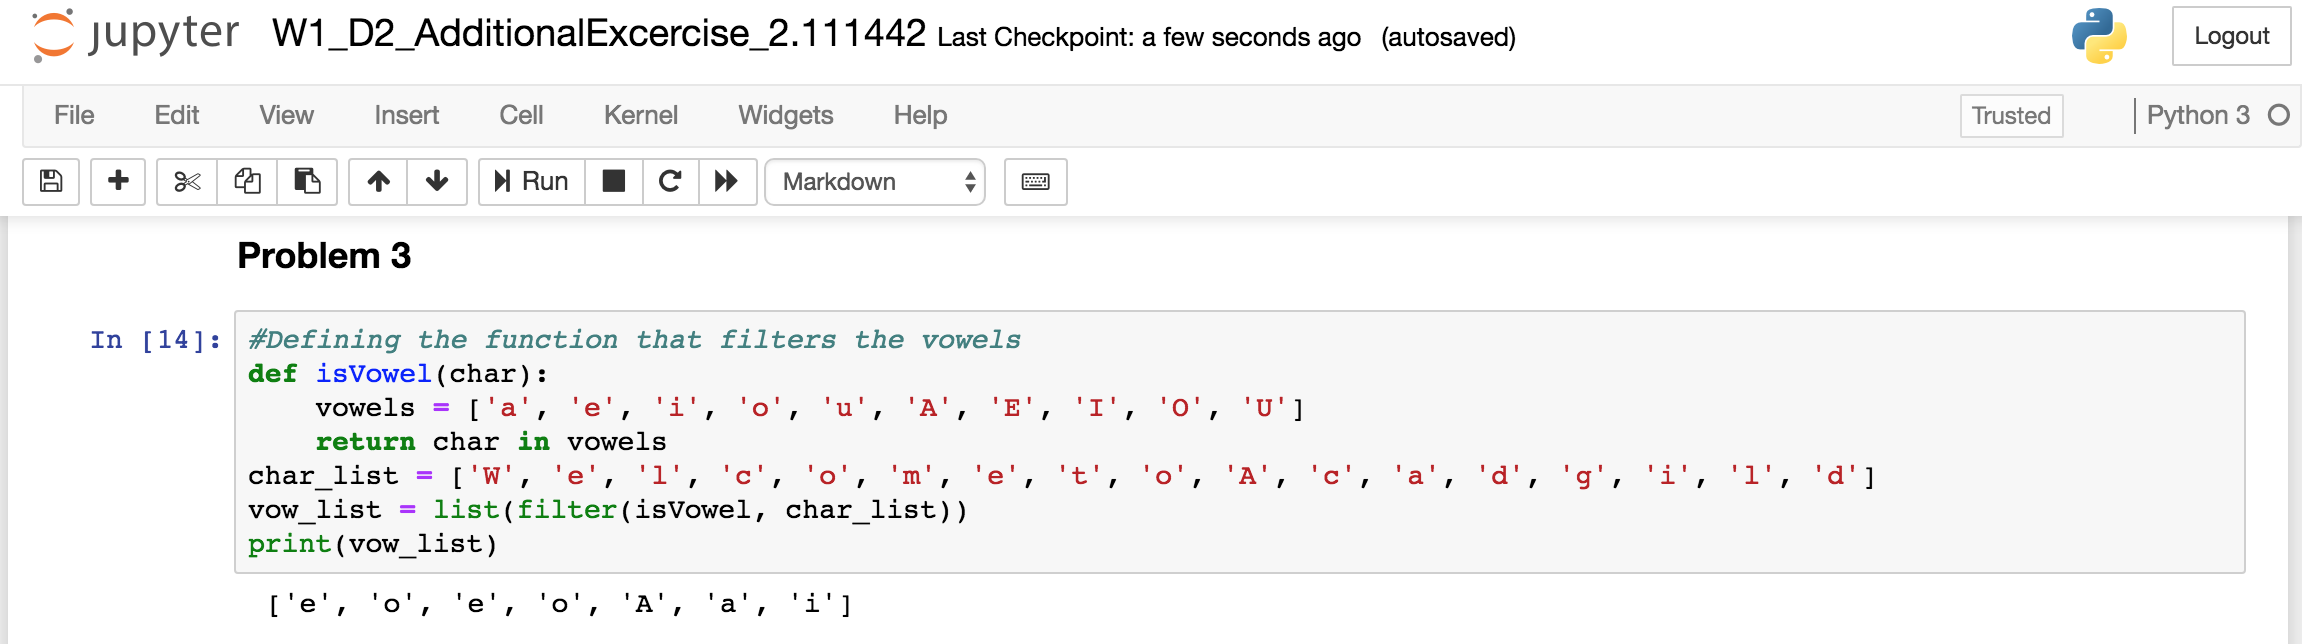 jupyter W1_D2_AdditionalExcercise_2.111442 Last Checkpoint: a few seconds ago (autosaved) Logout
File Edit View Insert Cell Kernel Widgets Help Trusted Python 3
Run Markdown
Problem 3
In [14]: #Defining the function that filters the vowels
def isVowel(char):
    vowels = ['a', 'e', 'i', 'o', 'u', 'A', 'E', 'I', 'O', 'U']
    return char in vowels
char_list = ['W', 'e', 'l', 'c', 'o', 'm', 'e', 't', 'o', 'A', 'c', 'a', 'd', 'g', 'i', 'l', 'd']
vow_list = list(filter(isVowel, char_list))
print(vow_list)
['e', 'o', 'e', 'o', 'A', 'a', 'i']